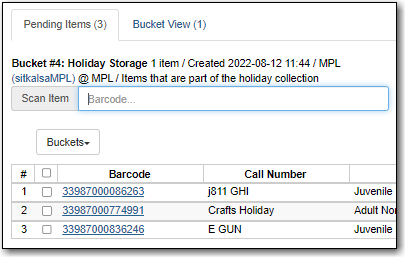 Pending Items (3) Bucket View (1)
Bucket #4: Holiday Storage 1 item / Created 2022-08-12 11:44 / MPL
(sitkalsaMPL) @ MPL / Items that are part of the holiday collection
Scan Item Barcode...
Buckets
# Barcode Call Number
1 33987000086263 j811 GHI Juvenile
2 33987000774991 Crafts Holiday Adult Nor
3 33987000836246 E GUN Juvenile